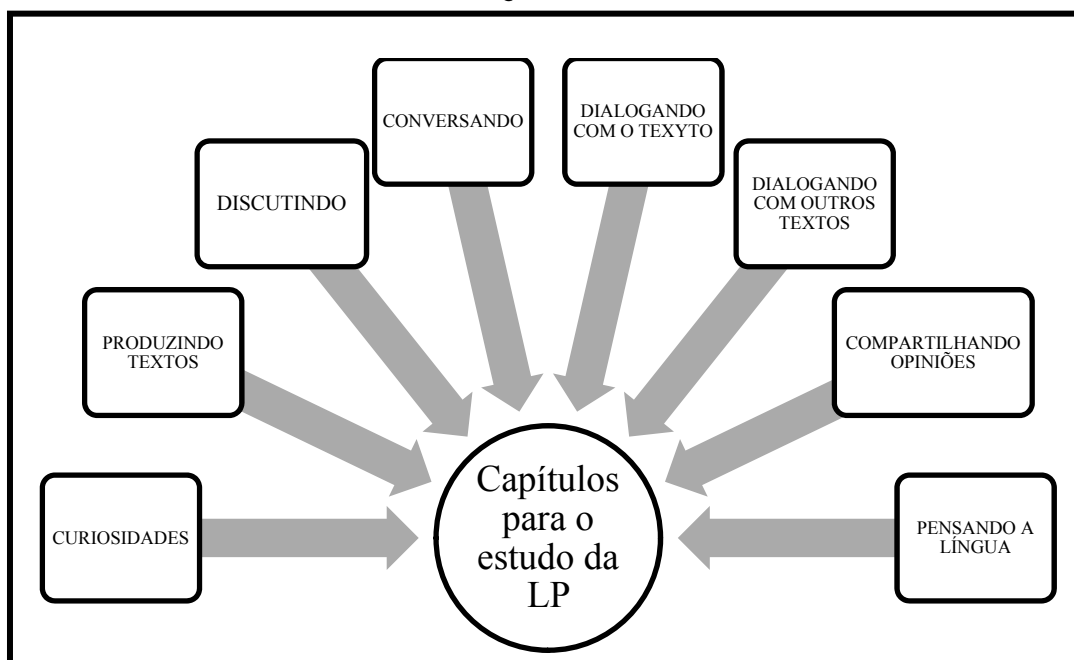 CONVERSANDO
DIALOGANDO
COM O TEXYTO
DISCUTINDO
DIALOGANDO
COM OUTROS
TEXTOS
PRODUZINDO
TEXTOS
COMPARTILHANDO
OPINIÕES
CURIOSIDADES
Capítulos
para o
estudo da
LP
PENSANDO A
LÍNGUA